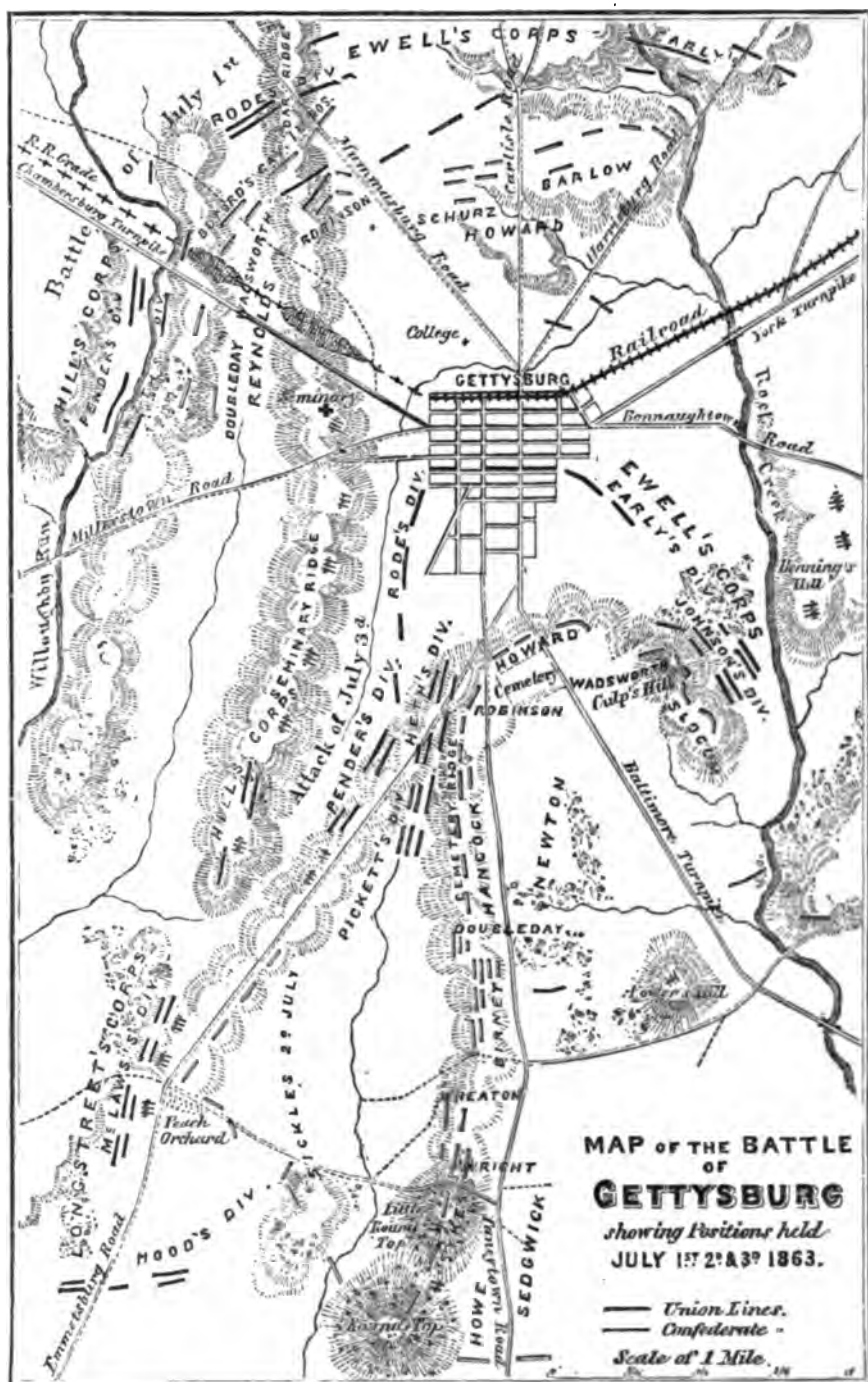 EWELL'S CORPS
EARLY'S
RODES
DIV.
Battle of July 1st
R.R. Grade
Chambersburg Turnpike
Mummasburg Road
Carlisle Rd
Harrisburg Road
BARLOW
SCHURZ
HOWARD
ROBINSON
WADSWORTH
REYNOLDS
DOUBLEDAY
HILL'S CORPS
PENDER'S DIV
DIV.
College
Railroad
York Turnpike
GETTYSBURG
Seminary
Bonnaughtown Road
Rock Creek
Millerstown Road
Willoughby Run
EWELL'S CORPS
EARLY'S DIV.
JOHNSON'S DIV.
Benning's Hill
RODE'S DIV.
SEMINARY RIDGE
HILL'S CORPS
Attack of July 3d
HETH'S DIV.
PENDER'S DIV.
PICKETT'S DIV
HOWARD
Cemetery
ROBINSON
WADSWORTH
Culp's Hill
SLOCUM
CEMETERY RIDGE
HANCOCK
NEWTON
Baltimore Turnpike
DOUBLEDAY
Power's Hill
LONGSTREET'S CORPS
McLAWS'S DIV.
SICKLES 2D JULY
Peach
Orchard
HOOD'S DIV.
Emmetsburg Road
WHEATON
WRIGHT
Little
Round
Top
Round Top
HOWE
SEDGWICK
Taneytown Road
MAP OF THE BATTLE
OF
GETTYSBURG
showing Positions held
JULY 1ST 2D & 3D 1863.
Union Lines.
Confederate "
Scale of 1 Mile.